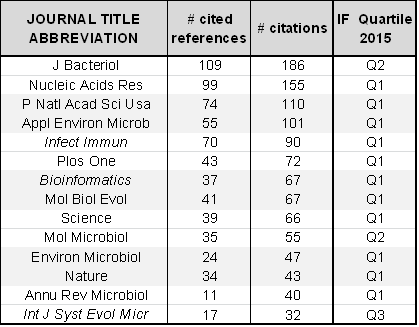 JOURNAL TITLE ABBREVIATION # cited references # citations IF Quartile 2015
J Bacteriol 109 186 Q2
Nucleic Acids Res 99 155 Q1
P Natl Acad Sci Usa 74 110 Q1
Appl Environ Microb 55 101 Q1
Infect Immun 70 90 Q1
Plos One 43 72 Q1
Bioinformatics 37 67 Q1
Mol Biol Evol 41 67 Q1
Science 39 66 Q1
Mol Microbiol 35 55 Q2
Environ Microbiol 24 47 Q1
Nature 34 43 Q1
Annu Rev Microbiol 11 40 Q1
Int J Syst Evol Micr 17 32 Q3